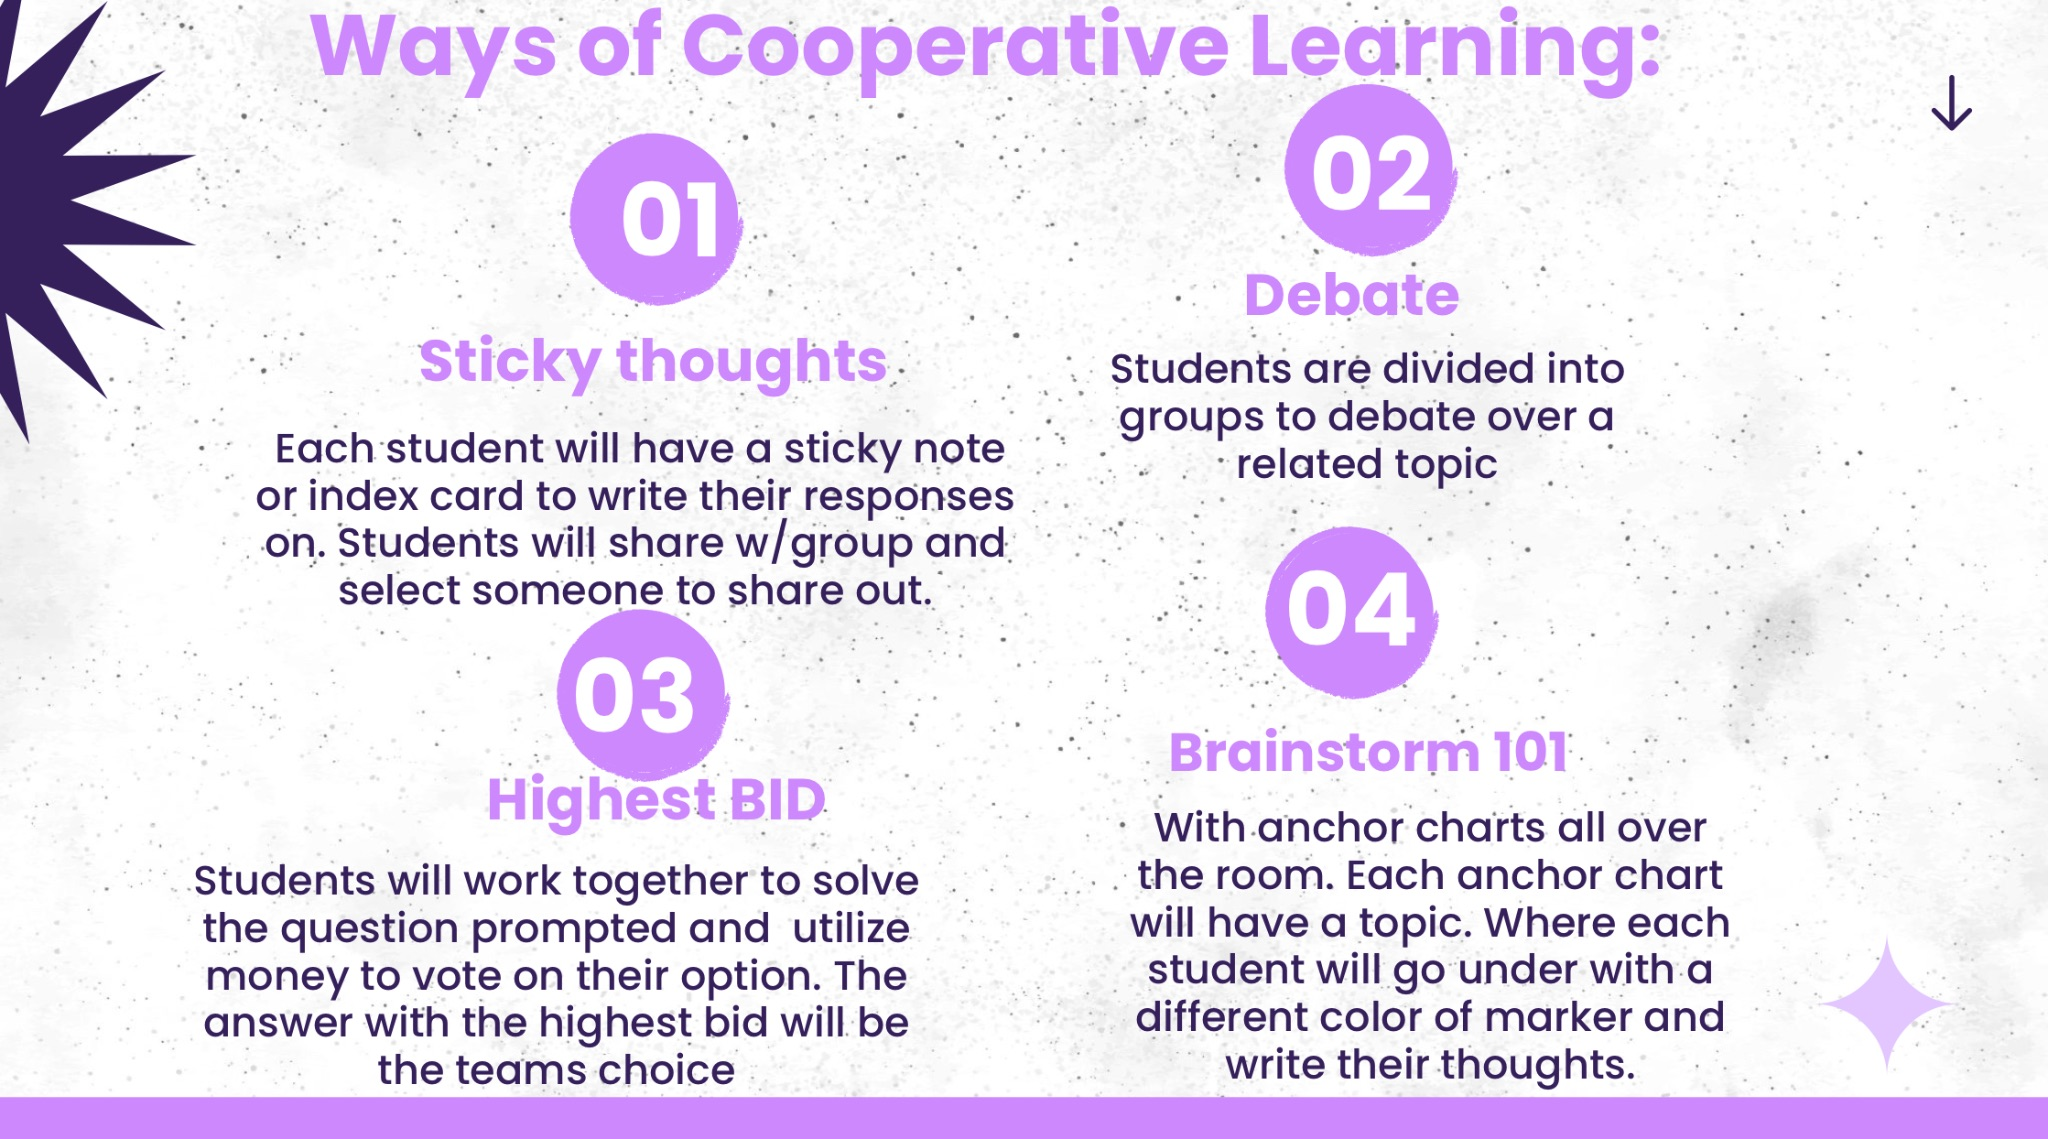 Ways of Cooperative Learning:
01
Sticky thoughts
Each student will have a sticky note
or index card to write their responses
on. Students will share w/group and
select someone to share out.
02
Debate
Students are divided into
groups to debate over a
related topic
03
Highest BID
Students will work together to solve
the question prompted and  utilize
money to vote on their option. The
answer with the highest bid will be
the teams choice
04
Brainstorm 101
With anchor charts all over
the room. Each anchor chart
will have a topic. Where each
student will go under with a
different color of marker and
write their thoughts.